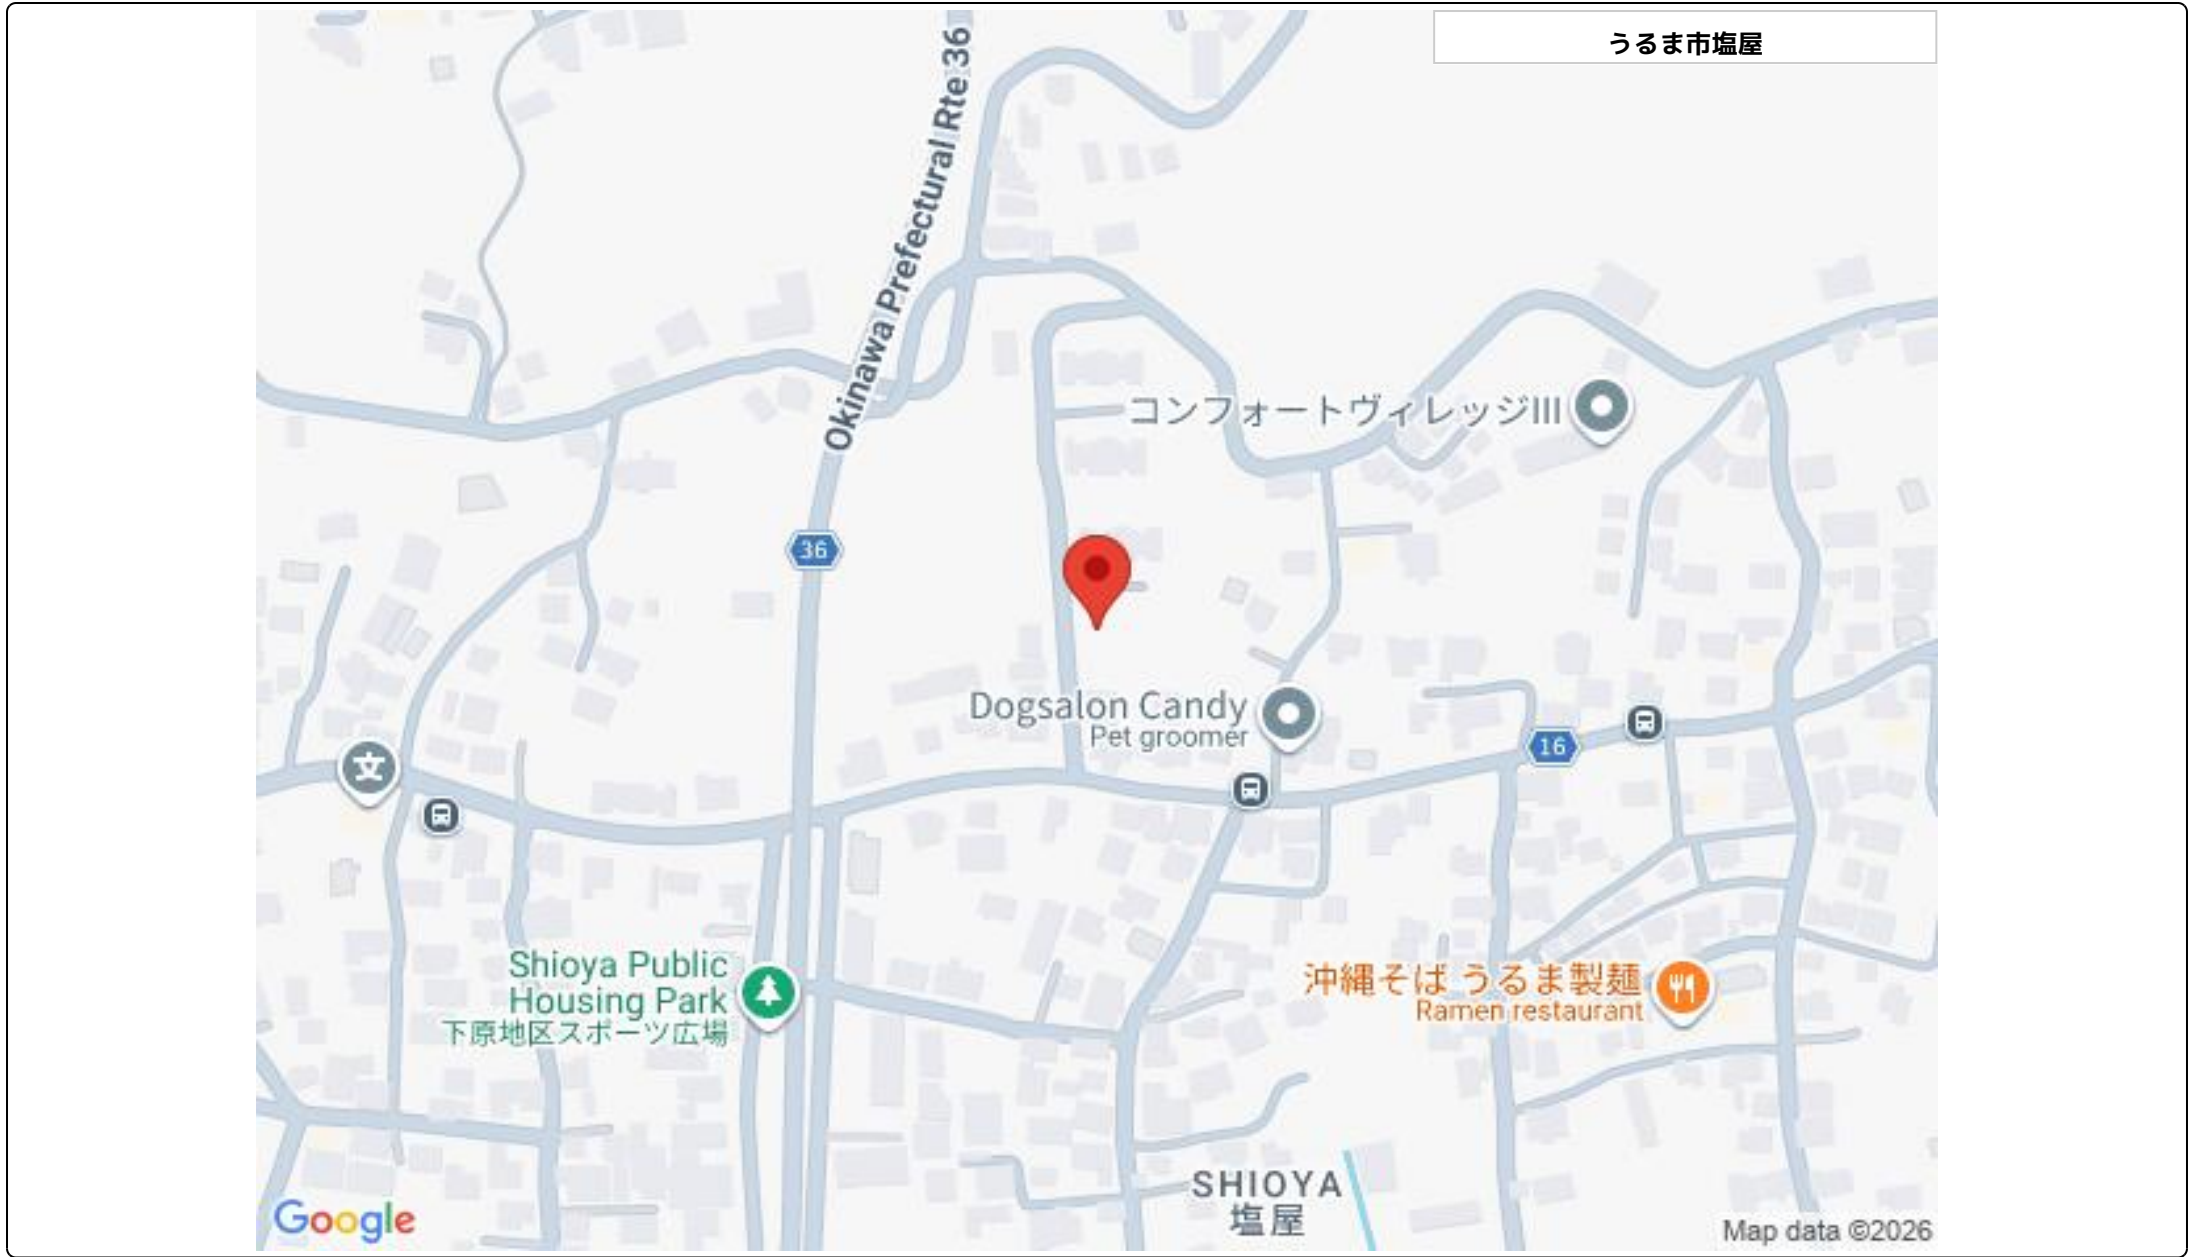 うるま市塩屋
Okinawa Prefectural Rte 36
コンフォートヴィレッジIII
36
Dogsalon Candy
Pet groomer
16
文
Shioya Public
Housing Park
下原地区スポーツ広場
沖縄そば うるま製麺
Ramen restaurant
SHIOYA
塩屋
Google
Map data ©2026